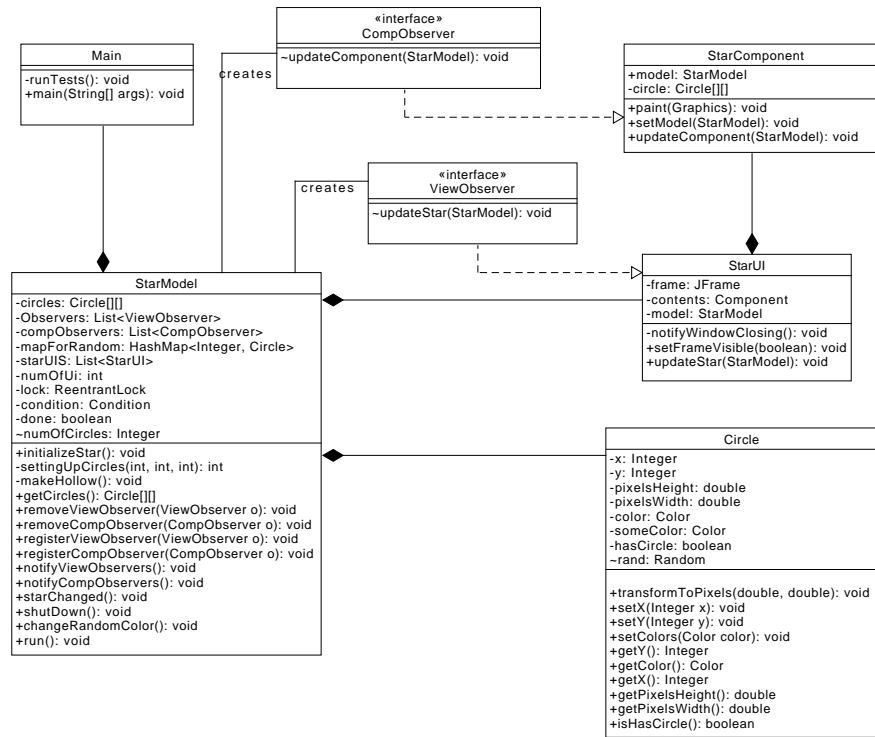 «interface»
CompObserver
~updateComponent(StarModel): void
Main
-runTests(): void
+main(String[] args): void
creates
StarComponent
+model: StarModel
-circle: Circle[][]
+paint(Graphics): void
+setModel(StarModel): void
+updateComponent(StarModel): void
«interface»
ViewObserver
~updateStar(StarModel): void
creates
StarUI
-frame: JFrame
-contents: Component
-model: StarModel
-notifyWindowClosing(): void
+setFrameVisible(boolean): void
+updateStar(StarModel): void
StarModel
-circles: Circle[][]
-Observers: List<ViewObserver>
-compObservers: List<CompObserver>
-mapForRandom: HashMap<Integer, Circle>
-starUIS: List<StarUI>
-numOfUi: int
-lock: ReentrantLock
-condition: Condition
-done: boolean
~numOfCircles: Integer
+initializeStar(): void
-settingUpCircles(int, int, int): int
-makeHollow(): void
+getCircles(): Circle[][]
+removeViewObserver(ViewObserver o): void
+removeCompObserver(CompObserver o): void
+registerViewObserver(ViewObserver o): void
+registerCompObserver(CompObserver o): void
+notifyViewObservers(): void
+notifyCompObservers(): void
+starChanged(): void
+shutDown(): void
+changeRandomColor(): void
+run(): void
Circle
-x: Integer
-y: Integer
-pixelsHeight: double
-pixelsWidth: double
-color: Color
-someColor: Color
-hasCircle: boolean
~rand: Random
+transformToPixels(double, double): void
+setX(Integer x): void
+setY(Integer y): void
+setColors(Color color): void
+getY(): Integer
+getColor(): Color
+getX(): Integer
+getPixelsHeight(): double
+getPixelsWidth(): double
+isHasCircle(): boolean